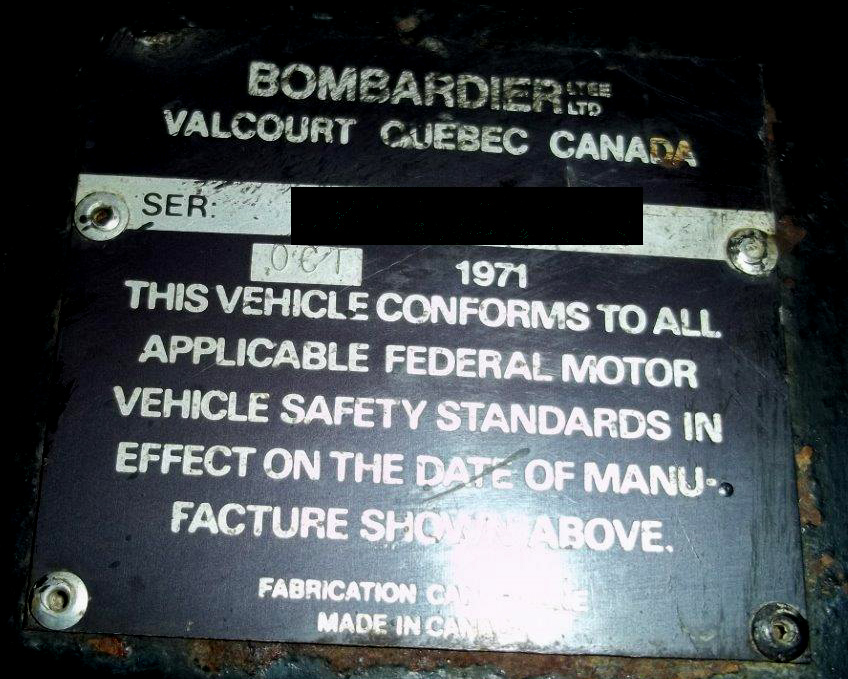 BOMBARDIER LTEE LTD
VALCOURT QUEBEC CANADA
SER:
OCT 1971
THIS VEHICLE CONFORMS TO ALL
APPLICABLE FEDERAL MOTOR
VEHICLE SAFETY STANDARDS IN
EFFECT ON THE DATE OF MANU-
FACTURE SHOWN ABOVE.
FABRICATION
MADE IN